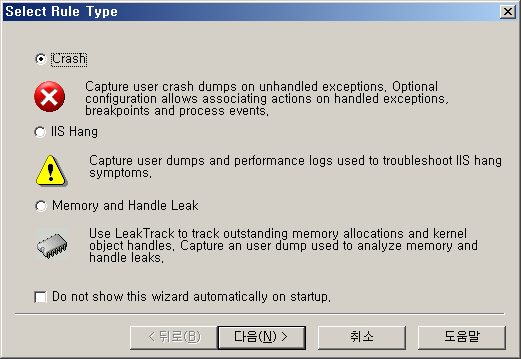 Select Rule Type
Crash
Capture user crash dumps on unhandled exceptions. Optional
configuration allows associating actions on handled exceptions,
breakpoints and process events.
IIS Hang
Capture user dumps and performance logs used to troubleshoot IIS hang
symptoms.
Memory and Handle Leak
Use LeakTrack to track outstanding memory allocations and kernel
object handles. Capture an user dump used to analyze memory and
handle leaks.
Do not show this wizard automatically on startup.
< 뒤로(B)
다음(N) >
취소
도움말